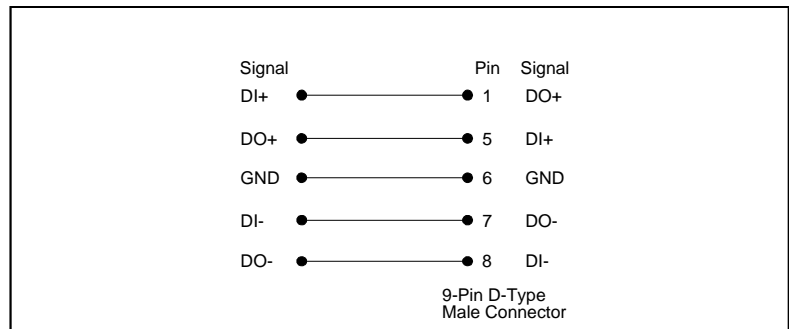 Signal Pin Signal
DI+ 1 DO+
DO+ 5 DI+
GND 6 GND
DI- 7 DO-
DO- 8 DI-
9-Pin D-Type
Male Connector